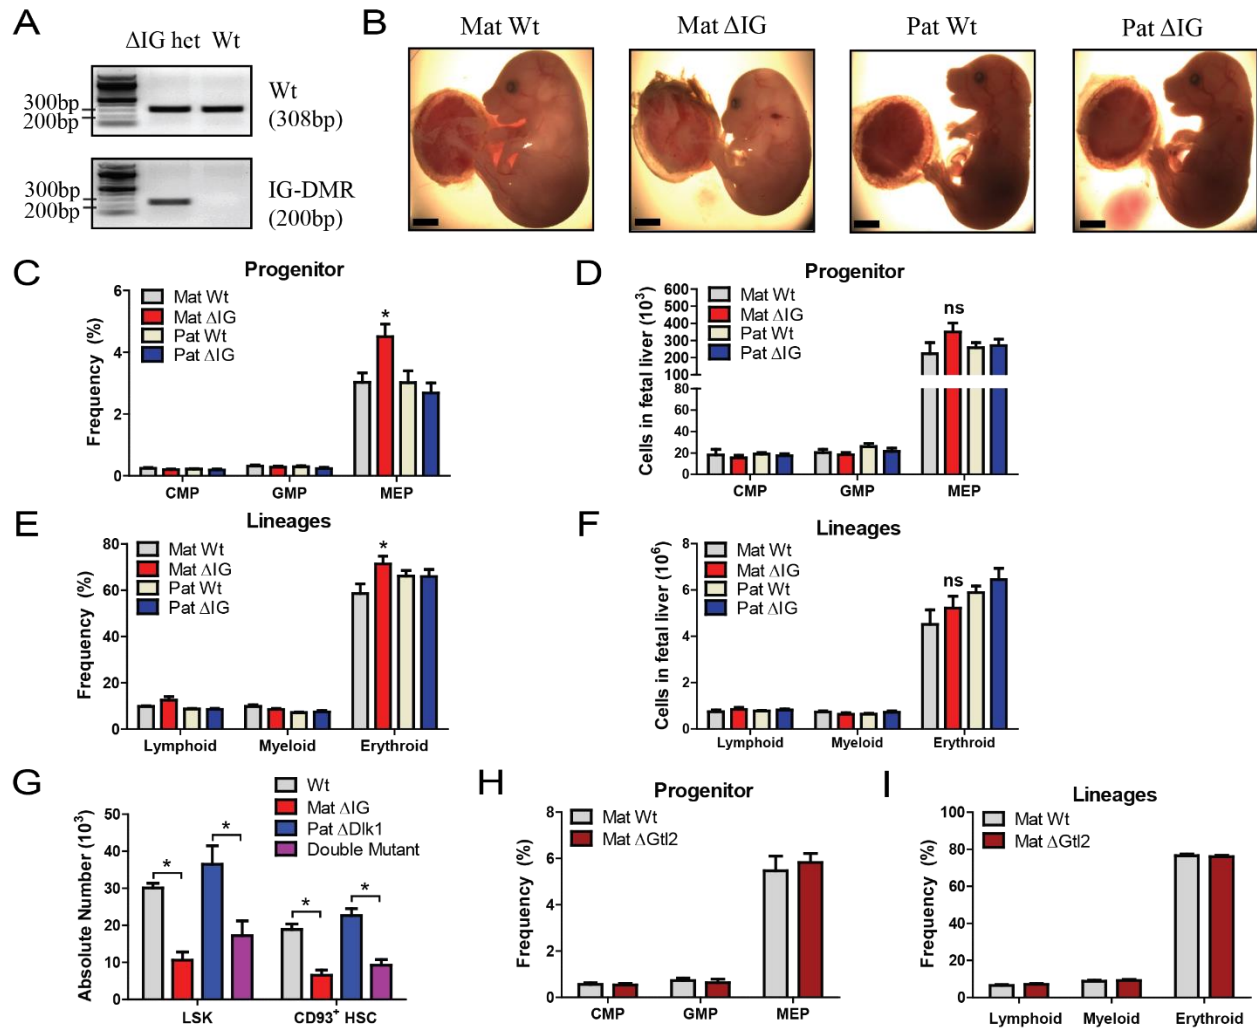 A
ΔIG het Wt
300bp
200bp
Wt
(308bp)
300bp
200bp
IG-DMR
(200bp)
B
Mat Wt
Mat ΔIG
Pat Wt
Pat ΔIG
C
Progenitor
Frequency (%)
6
4
2
0
Mat Wt
Mat ΔIG
Pat Wt
Pat ΔIG
*
CMP
GMP
MEP
D
Progenitor
Cells in fetal liver (10³)
600
500
400
300
200
100
80
60
40
20
0
Mat Wt
Mat ΔIG
Pat Wt
Pat ΔIG
ns
CMP
GMP
MEP
E
Lineages
Frequency (%)
80
60
40
20
0
Mat Wt
Mat ΔIG
Pat Wt
Pat ΔIG
*
Lymphoid
Myeloid
Erythroid
F
Lineages
Cells in fetal liver (10⁶)
8
6
4
2
0
Mat Wt
Mat ΔIG
Pat Wt
Pat ΔIG
ns
Lymphoid
Myeloid
Erythroid
G
Absolute Number (10³)
50
40
30
20
10
0
Wt
Mat ΔIG
Pat ΔDlk1
Double Mutant
*
*
*
*
LSK
CD93⁺ HSC
H
Progenitor
Frequency (%)
8
6
4
2
0
Mat Wt
Mat ΔGtl2
CMP
GMP
MEP
I
Lineages
Frequency (%)
100
80
60
40
20
0
Mat Wt
Mat ΔGtl2
Lymphoid
Myeloid
Erythroid